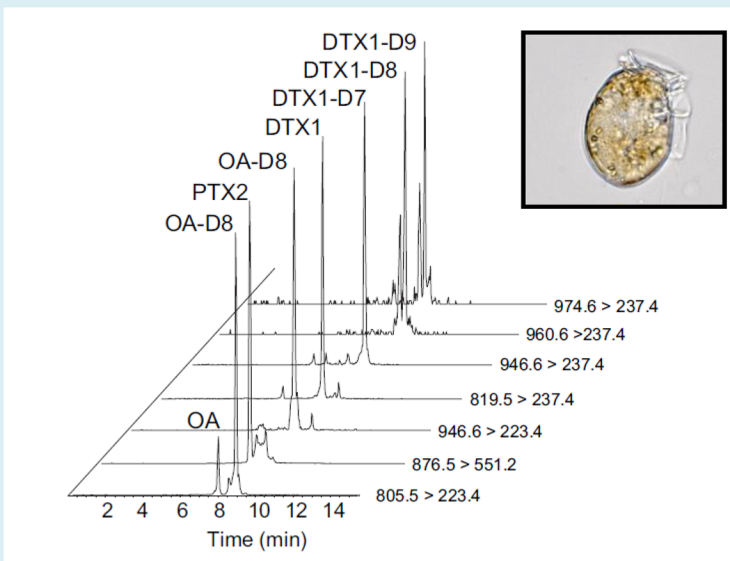 DTX1-D9
DTX1-D8
DTX1-D7
DTX1
OA-D8
PTX2
OA-D8
974.6 > 237.4
960.6 >237.4
946.6 > 237.4
819.5 > 237.4
OA
946.6 > 223.4
876.5 > 551.2
805.5 > 223.4
2 4 6 8 10 12 14
Time (min)